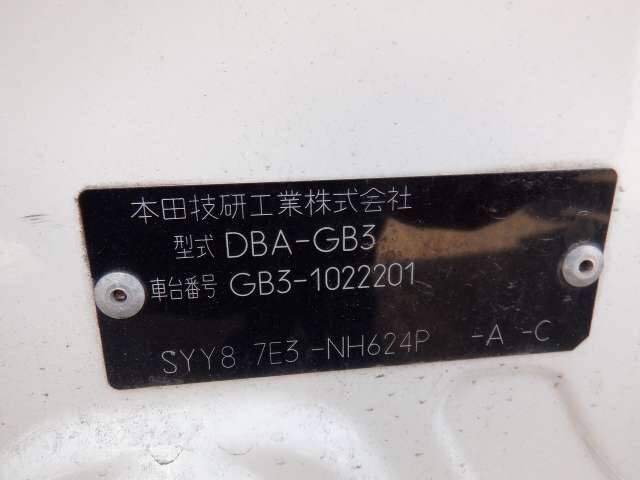 本田技研工業株式会社
型式 DBA-GB3
車台番号 GB3-1022201
SYY8 7E3 -NH624P -A -C